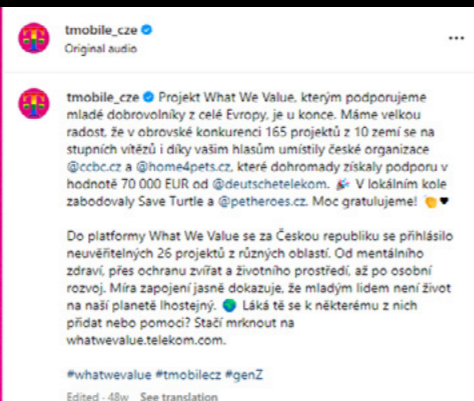 tmobile_cze
Original audio
tmobile_cze Projekt What We Value, kterým podporujeme
mladé dobrovolníky z celé Evropy, je u konce. Máme velkou
radost, že v obrovské konkurenci 165 projektů z 10 zemí se na
stupních vítězů i díky vašim hlasům umístily české organizace
@ccbc.cz a @home4pets.cz, které dohromady získaly podporu v
hodnotě 70 000 EUR od @deutschetelekom. 🎉 V lokálním kole
zabodovaly Save Turtle a @petheroes.cz. Moc gratulujeme! 👏🖤
Do platformy What We Value se za Českou republiku se přihlásilo
neuvěřitelných 26 projektů z různých oblastí. Od mentálního
zdraví, přes ochranu zvířat a životního prostředí, až po osobní
rozvoj. Míra zapojení jasně dokazuje, že mladým lidem není život
na naší planetě lhostejný. 🌍 Láká tě se k některému z nich
přidat nebo pomoci? Stačí mrknout na
whatwevalue.telekom.com.
#whatwevalue #tmobilecz #genZ
Edited · 48w See translation